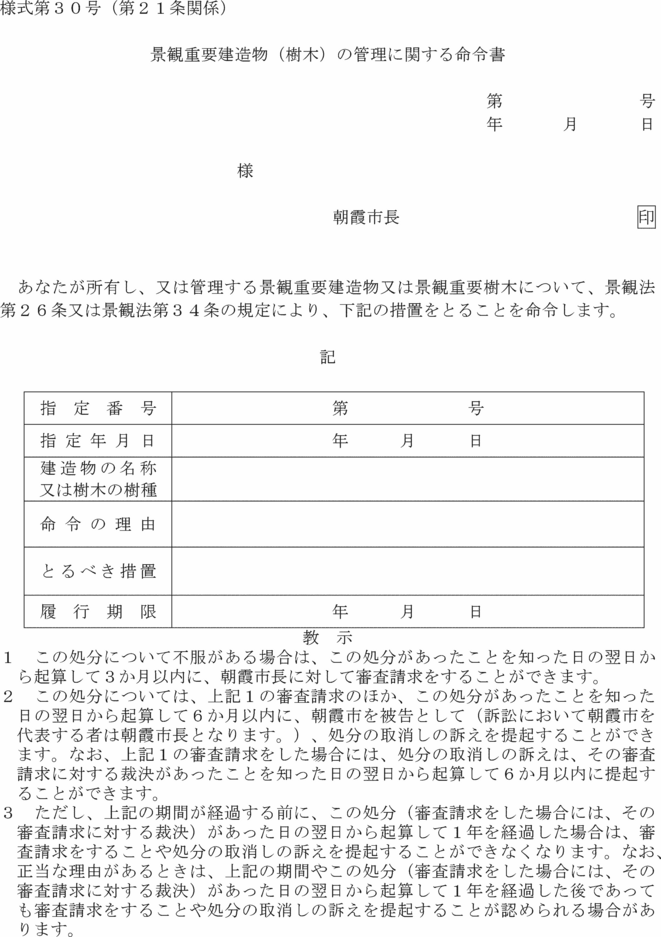 様式第３０号（第２１条関係）
景観重要建造物（樹木）の管理に関する命令書
第　　　　　　　　号
年　　　月　　　日
様
朝霞市長　　　　　　　　　　　　　　印
あなたが所有し、又は管理する景観重要建造物又は景観重要樹木について、景観法
第２６条又は景観法第３４条の規定により、下記の措置をとることを命令します。
記
指定番号　　第　　　　　　　号
指定年月日　　年　　　月　　　日
建造物の名称
又は樹木の樹種
命令の理由
とるべき措置
履行期限　　年　　　月　　　日
教　示
１　この処分について不服がある場合は、この処分があったことを知った日の翌日か
ら起算して３か月以内に、朝霞市長に対して審査請求をすることができます。
２　この処分については、上記１の審査請求のほか、この処分があったことを知った
日の翌日から起算して６か月以内に、朝霞市を被告として（訴訟において朝霞市を
代表する者は朝霞市長となります。）、処分の取消しの訴えを提起することができ
ます。なお、上記１の審査請求をした場合には、処分の取消しの訴えは、その審査
請求に対する裁決があったことを知った日の翌日から起算して６か月以内に提起す
ることができます。
３　ただし、上記の期間が経過する前に、この処分（審査請求をした場合には、その
審査請求に対する裁決）があった日の翌日から起算して１年を経過した場合は、審
査請求をすることや処分の取消しの訴えを提起することができなくなります。なお、
正当な理由があるときは、上記の期間やこの処分（審査請求をした場合には、その
審査請求に対する裁決）があった日の翌日から起算して１年を経過した後であって
も審査請求をすることや処分の取消しの訴えを提起することが認められる場合があ
ります。